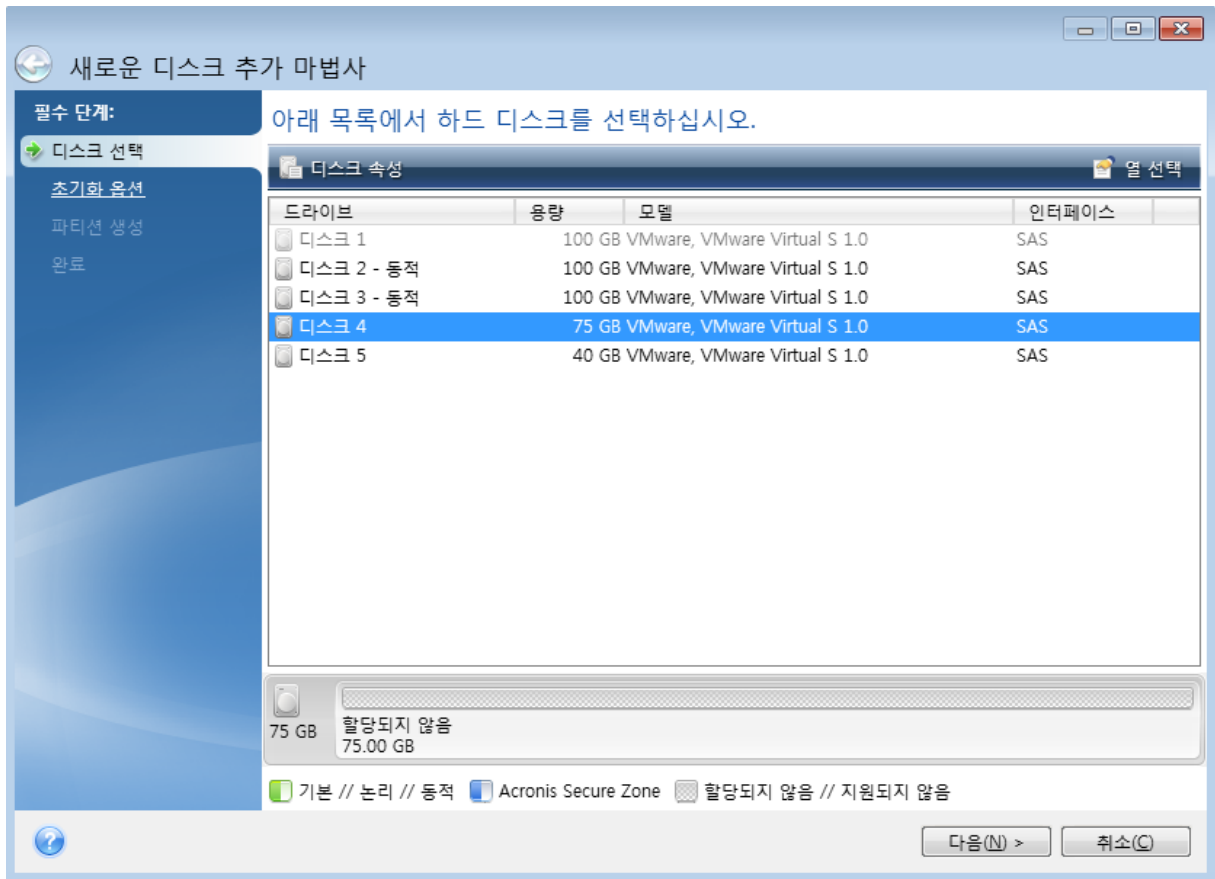 새로운 디스크 추가 마법사
필수 단계:
디스크 선택
초기화 옵션
파티션 생성
완료
아래 목록에서 하드 디스크를 선택하십시오.
디스크 속성 열 선택
드라이브 용량 모델 인터페이스
디스크 1 100 GB VMware, VMware Virtual S 1.0 SAS
디스크 2 - 동적 100 GB VMware, VMware Virtual S 1.0 SAS
디스크 3 - 동적 100 GB VMware, VMware Virtual S 1.0 SAS
디스크 4 75 GB VMware, VMware Virtual S 1.0 SAS
디스크 5 40 GB VMware, VMware Virtual S 1.0 SAS
75 GB
할당되지 않음
75.00 GB
기본 // 논리 // 동적 Acronis Secure Zone 할당되지 않음 // 지원되지 않음
다음(N) > 취소(C)